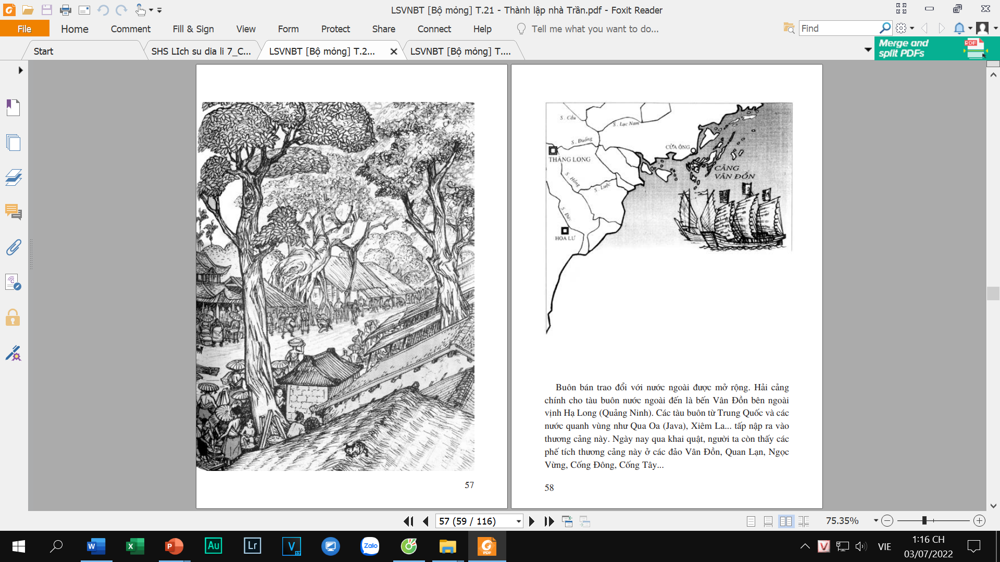 LSVNBT [Bộ mỏng] T.21 - Thành lập nhà Trần.pdf - Foxit Reader
File Home Comment Fill & Sign View Form Protect Share Connect Help Tell me what you want to do... Find
Start SHS LIch su dia li 7_C... LSVNBT [Bộ mỏng] T.2... LSVNBT [Bộ mỏng] T....
Merge and
split PDFs
PDF
57
S . Cầu
S . Lục Nam
S . Đuống
CỬA ÔNG
THĂNG LONG
CẢNG
VÂN ĐỒN
S . Hồng
S . Luộc
S . Đáy
HOA LƯ
Buôn bán trao đổi với nước ngoài được mở rộng. Hải cảng
chính cho tàu buôn nước ngoài đến là bến Vân Đồn bên ngoài
vịnh Hạ Long (Quảng Ninh). Các tàu buôn từ Trung Quốc và các
nước quanh vùng như Qua Oa (Java), Xiêm La... tấp nập ra vào
thương cảng này. Ngày nay qua khai quật, người ta còn thấy các
phế tích thương cảng này ở các đảo Vân Đồn, Quan Lạn, Ngọc
Vừng, Cống Đông, Cống Tây...
58
57 (59 / 116)
75.35%
Au Lr V Zalo PDF
VIE
1:16 CH
03/07/2022